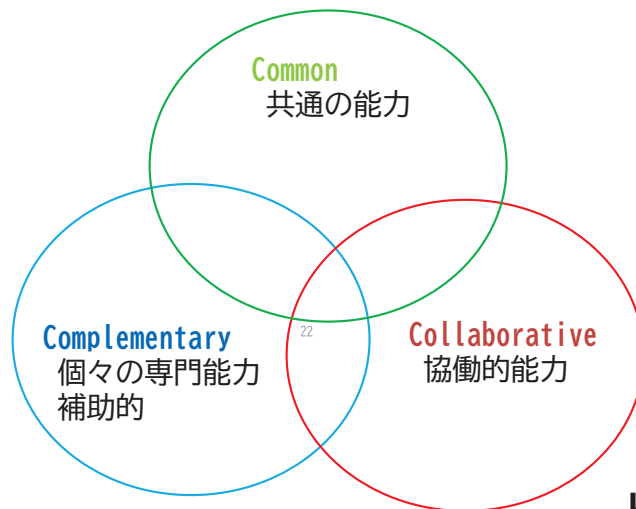 Common
共通の能力
Complementary
個々の専門能力
補助的
22
Collaborative
協働的能力